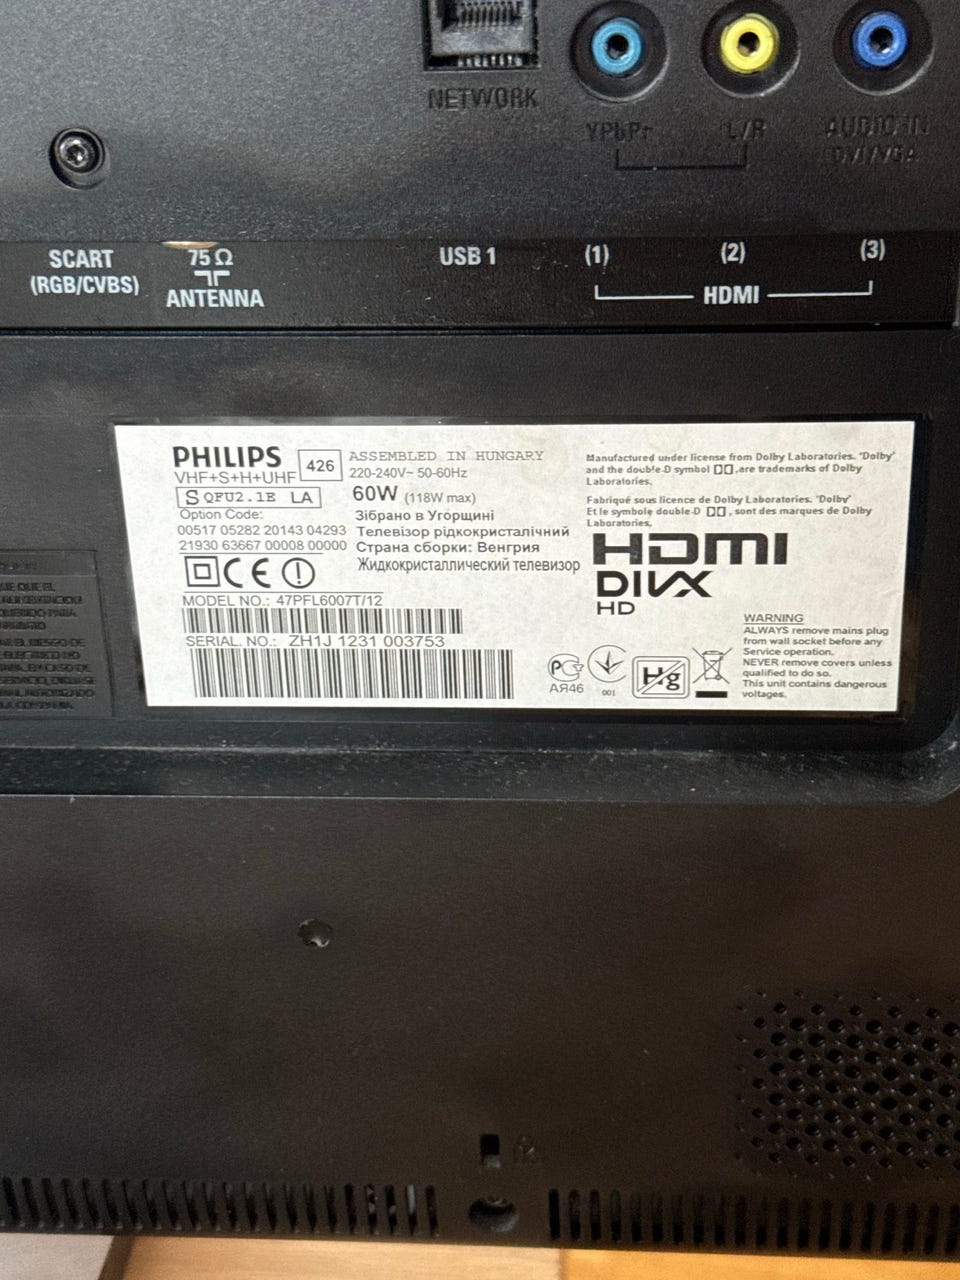 NETWORK
YPbPr
L/R
AUDIO IN
DVI/VGA
SCART
(RGB/CVBS)
75 Ω
ANTENNA
USB 1
(1)
(2)
(3)
HDMI
PHILIPS
VHF+S+H+UHF
426
S QFU2.1E LA
Option Code:
00517 05282 20143 04293
21930 63667 00008 00000
CE
MODEL NO.: 47PFL6007T/12
SERIAL. NO.: ZH1J 1231 003753
ASSEMBLED IN HUNGARY
220-240V~ 50-60Hz
60W (118W max)
Зібрано в Угорщині
Телевізор рідкокристалічний
Страна сборки: Венгрия
Жидкокристаллический телевизор
Manufactured under license from Dolby Laboratories. "Dolby"
and the double-D symbol ,are trademarks of Dolby
Laboratories.
Fabriqué sous licence de Dolby Laboratories. "Dolby"
Et le symbole double-D , sont des marques de Dolby
Laboratories.
HDMI
DIVX
HD
АЯ46
001
Hg
WARNING
ALWAYS remove mains plug
from wall socket before any
Service operation.
NEVER remove covers unless
qualified to do so.
This unit contains dangerous
voltages.